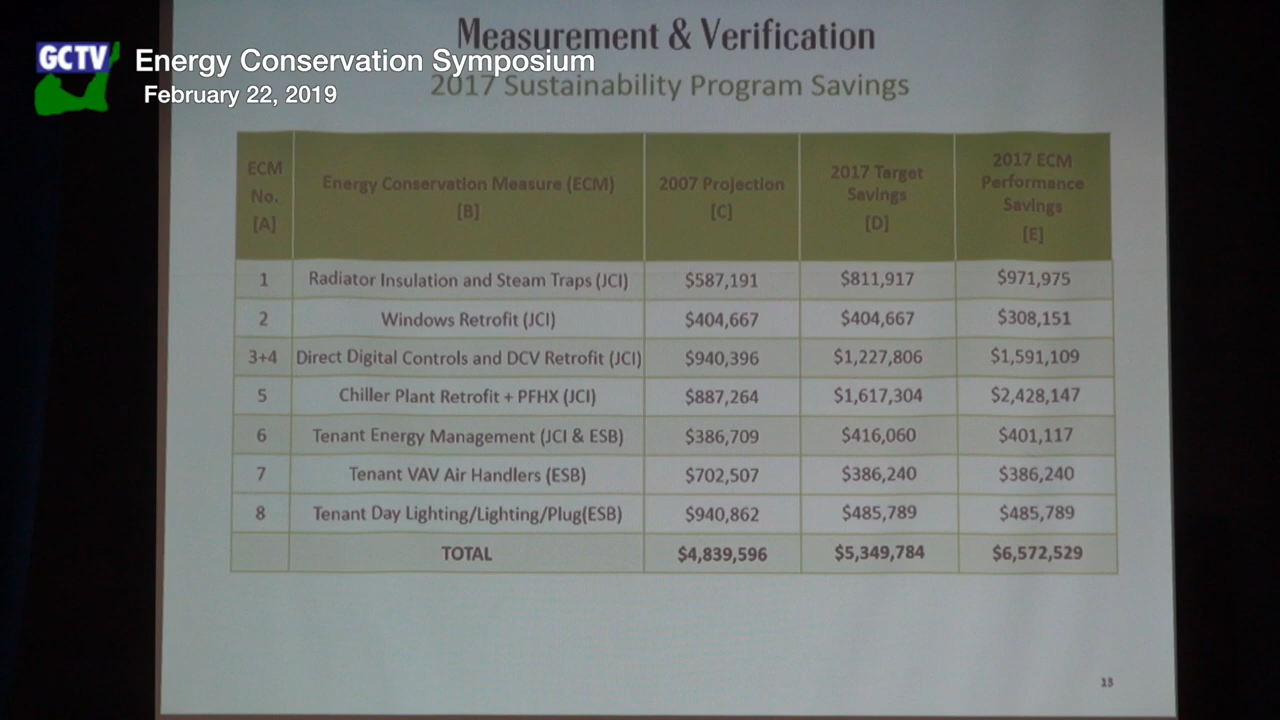 Measurement & Verification
GCTV
Energy Conservation Symposium
2017 Sustainability Program Savings
February 22, 2019
ECM No. [A] Energy Conservation Measure (ECM) [B] 2007 Projection [C] 2017 Target Savings [D] 2017 ECM Performance Savings [E]
1 Radiator Insulation and Steam Traps (JCI) $587,191 $811,917 $971,975
2 Windows Retrofit (JCI) $404,667 $404,667 $308,151
3+4 Direct Digital Controls and DCV Retrofit (JCI) $940,396 $1,227,806 $1,591,109
5 Chiller Plant Retrofit + PFHX (JCI) $887,264 $1,617,304 $2,428,147
6 Tenant Energy Management (JCI & ESB) $386,709 $416,060 $401,117
7 Tenant VAV Air Handlers (ESB) $702,507 $386,240 $386,240
8 Tenant Day Lighting/Lighting/Plug(ESB) $940,862 $485,789 $485,789
TOTAL $4,839,596 $5,349,784 $6,572,529
13